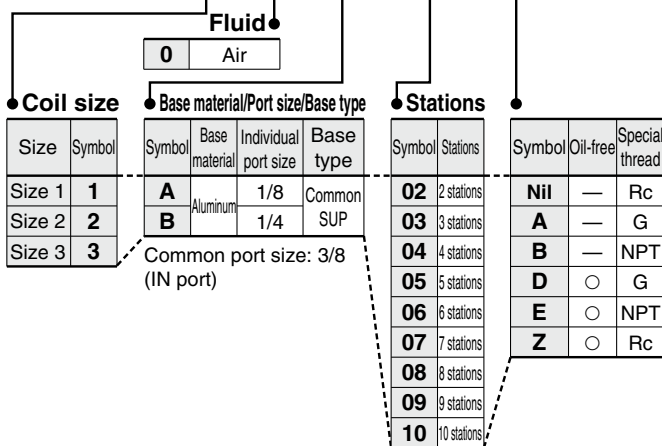 Fluid
0 Air
Coil size
Size Symbol
Size 1 1
Size 2 2
Size 3 3
Base material/Port size/Base type
Symbol Base material Individual port size Base type
A Aluminum 1/8 Common SUP
B 1/4
Common port size: 3/8
(IN port)
Stations
Symbol Stations
02 2 stations
03 3 stations
04 4 stations
05 5 stations
06 6 stations
07 7 stations
08 8 stations
09 9 stations
10 10 stations
Symbol Oil-free Special thread
Nil — Rc
A — G
B — NPT
D ○ G
E ○ NPT
Z ○ Rc